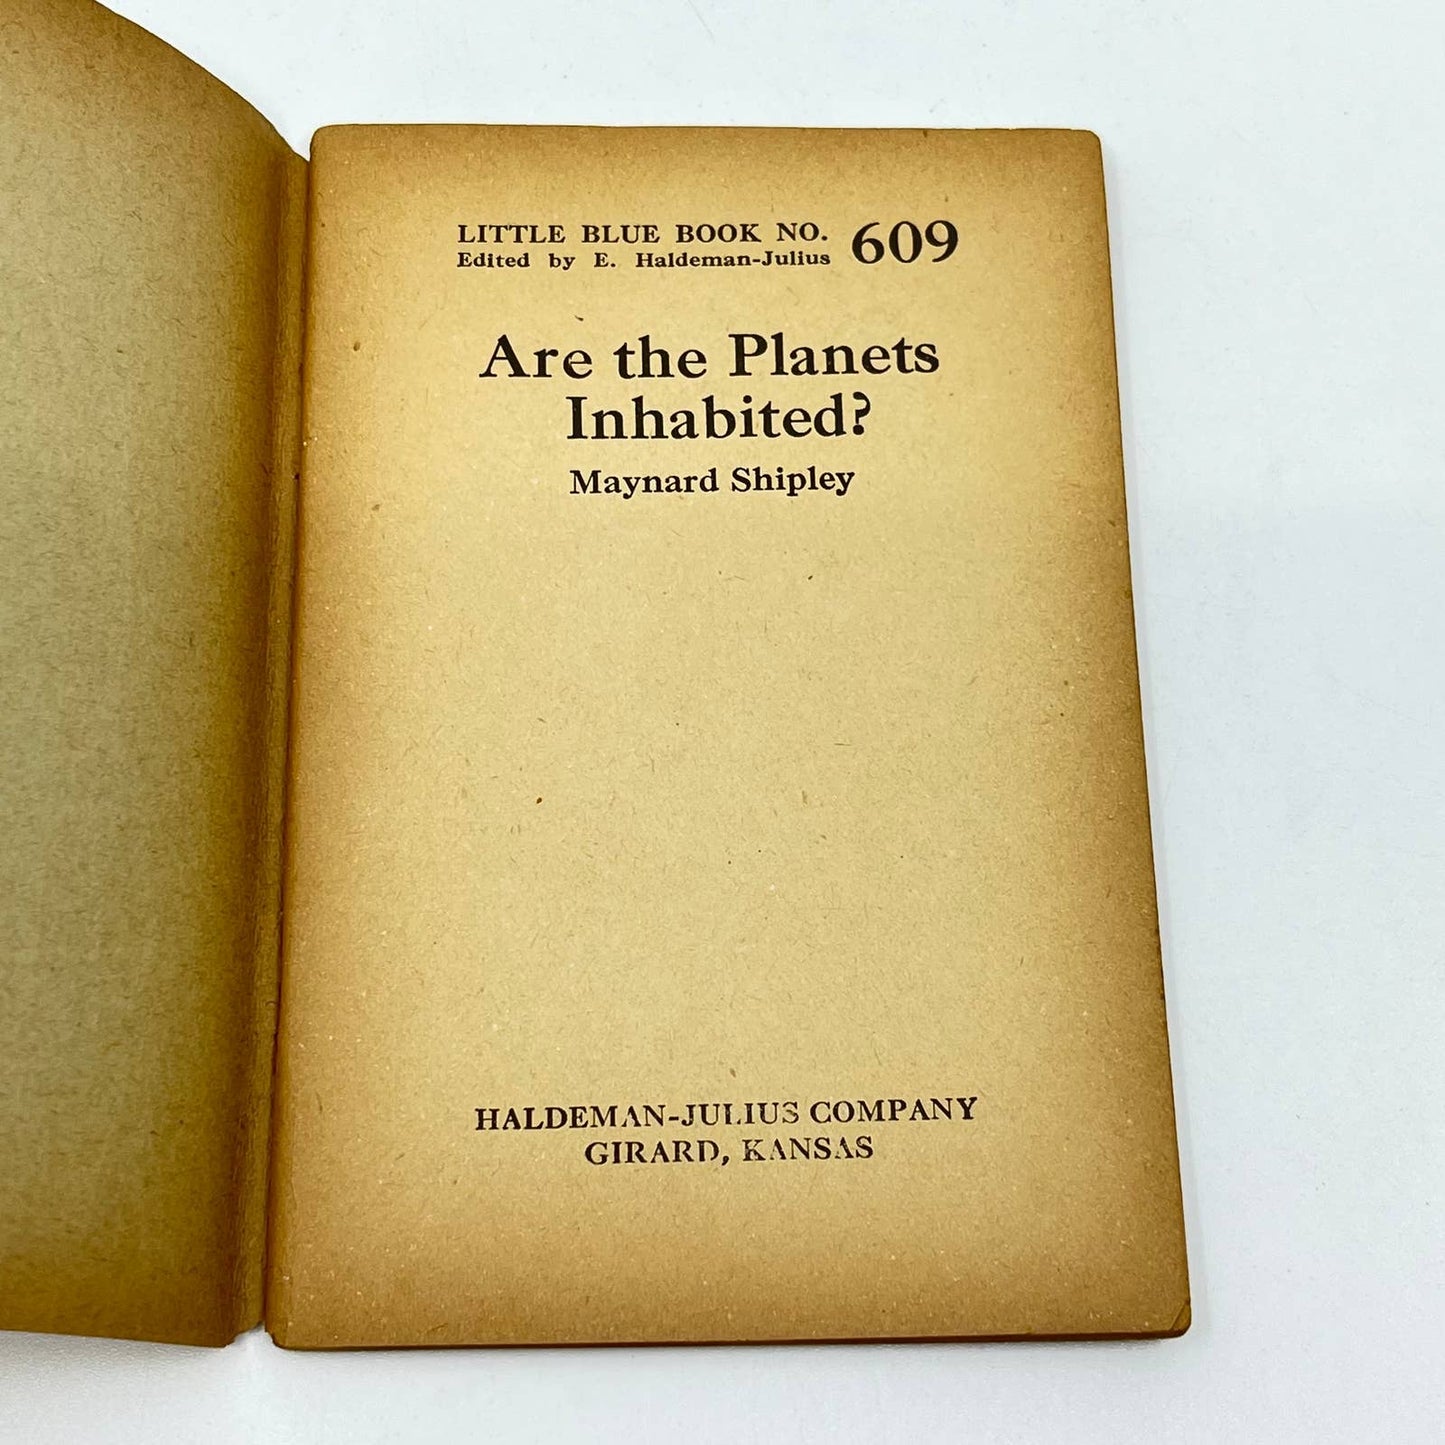 LITTLE BLUE BOOK NO. 609
Edited by E. Haldeman-Julius
Are the Planets
Inhabited?
Maynard Shipley
HALDEMAN-JULIUS COMPANY
GIRARD, KANSAS